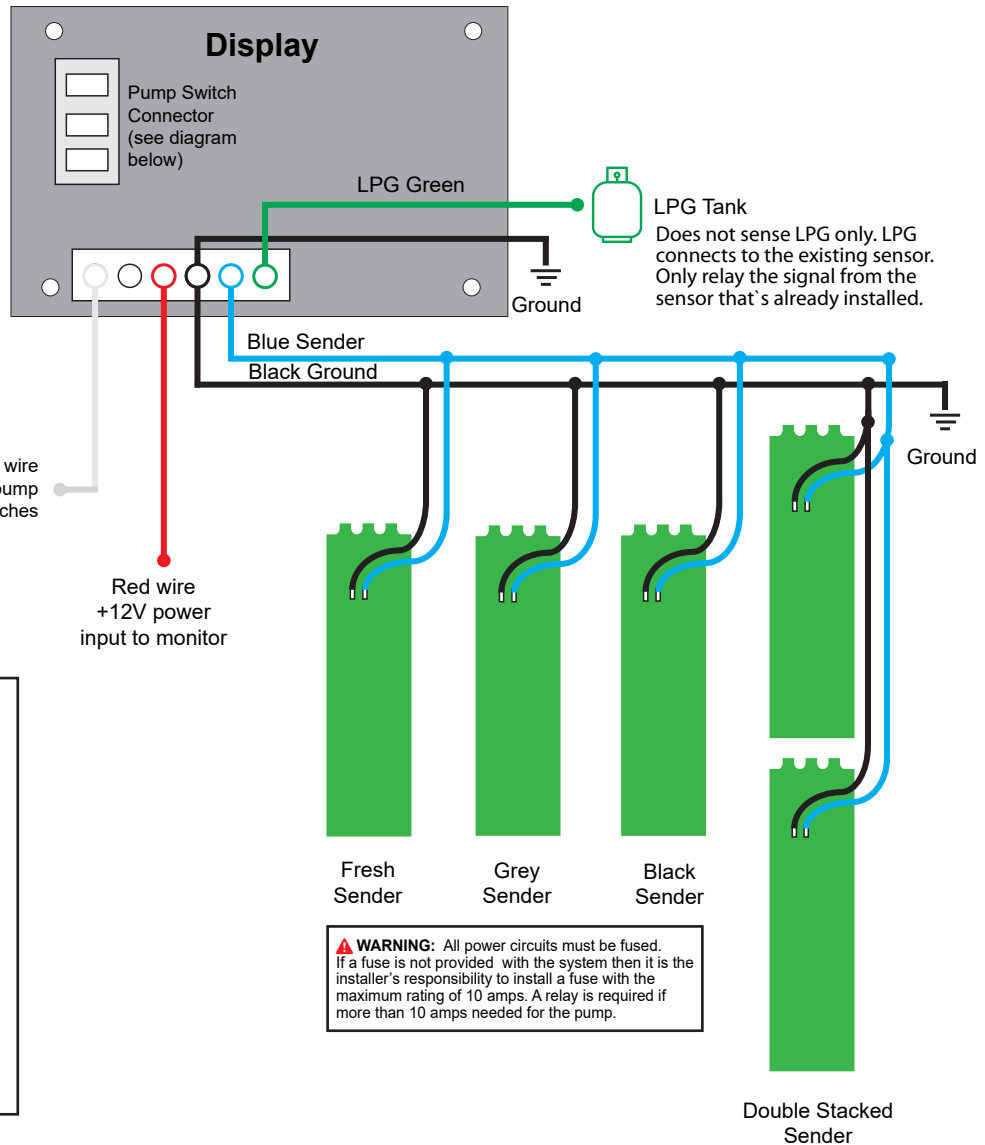 Display
Pump Switch
Connector
(see diagram
below)
LPG Green
LPG Tank
Does not sense LPG only. LPG
connects to the existing sensor.
Only relay the signal from the
sensor that`s already installed.
Ground
Blue Sender
Black Ground
Ground
wire
Red wire
+12V power
input to monitor
Fresh
Sender
Grey
Sender
Black
Sender
WARNING: All power circuits must be fused.
If a fuse is not provided with the system then it is the
installer's responsibility to install a fuse with the
maximum rating of 10 amps. A relay is required if
more than 10 amps needed for the pump.
Double Stacked
Sender